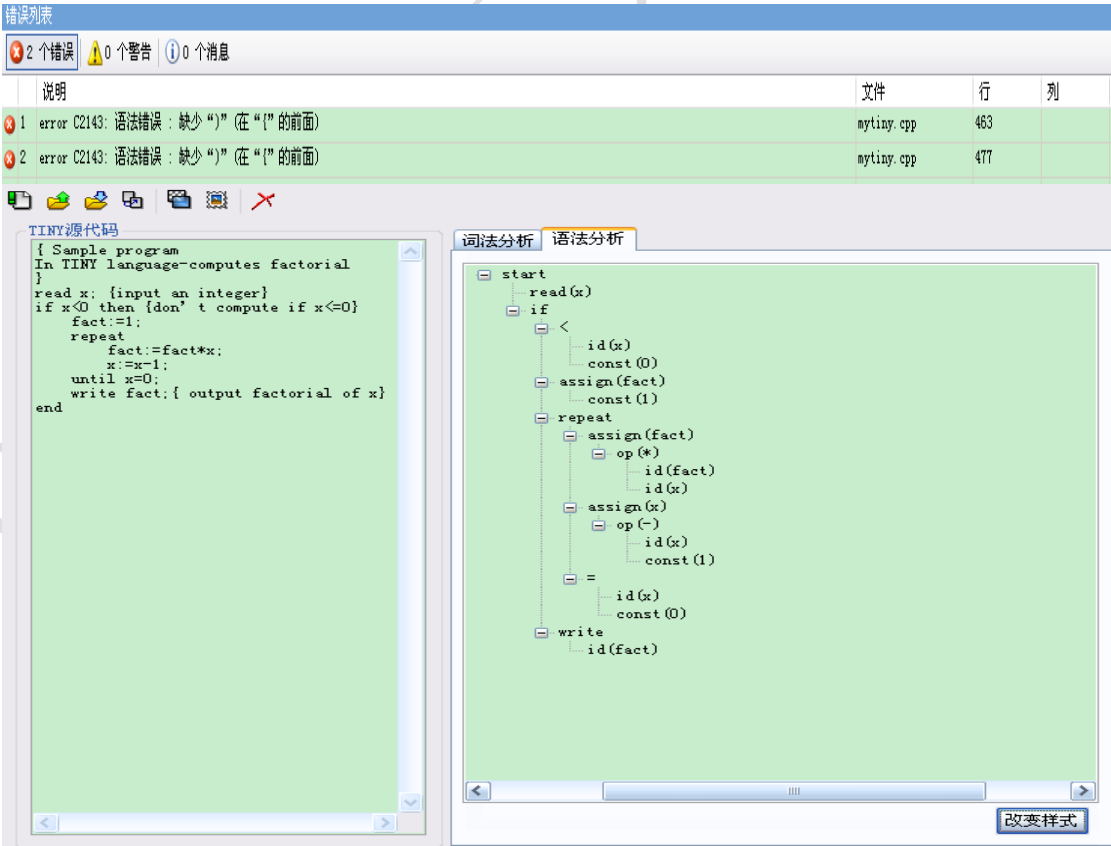 错误列表
2 个错误 0 个警告 0 个消息
说明 文件 行 列
1 error C2143: 语法错误 : 缺少“)”(在“{”的前面) mytiny.cpp 463
2 error C2143: 语法错误 : 缺少“)”(在“{”的前面) mytiny.cpp 477
TINY源代码
{ Sample program
In TINY language-computes factorial
}
read x; {input an integer}
if x<0 then {don't compute if x<=0}
fact:=1;
repeat
fact:=fact*x;
x:=x-1;
until x=0;
write fact;{ output factorial of x}
end
词法分析 语法分析
start
read(x)
if
<
id(x)
const(0)
assign(fact)
const(1)
repeat
assign(fact)
op(*)
id(fact)
id(x)
assign(x)
op(-)
id(x)
const(1)
=
id(x)
const(0)
write
id(fact)
改变样式